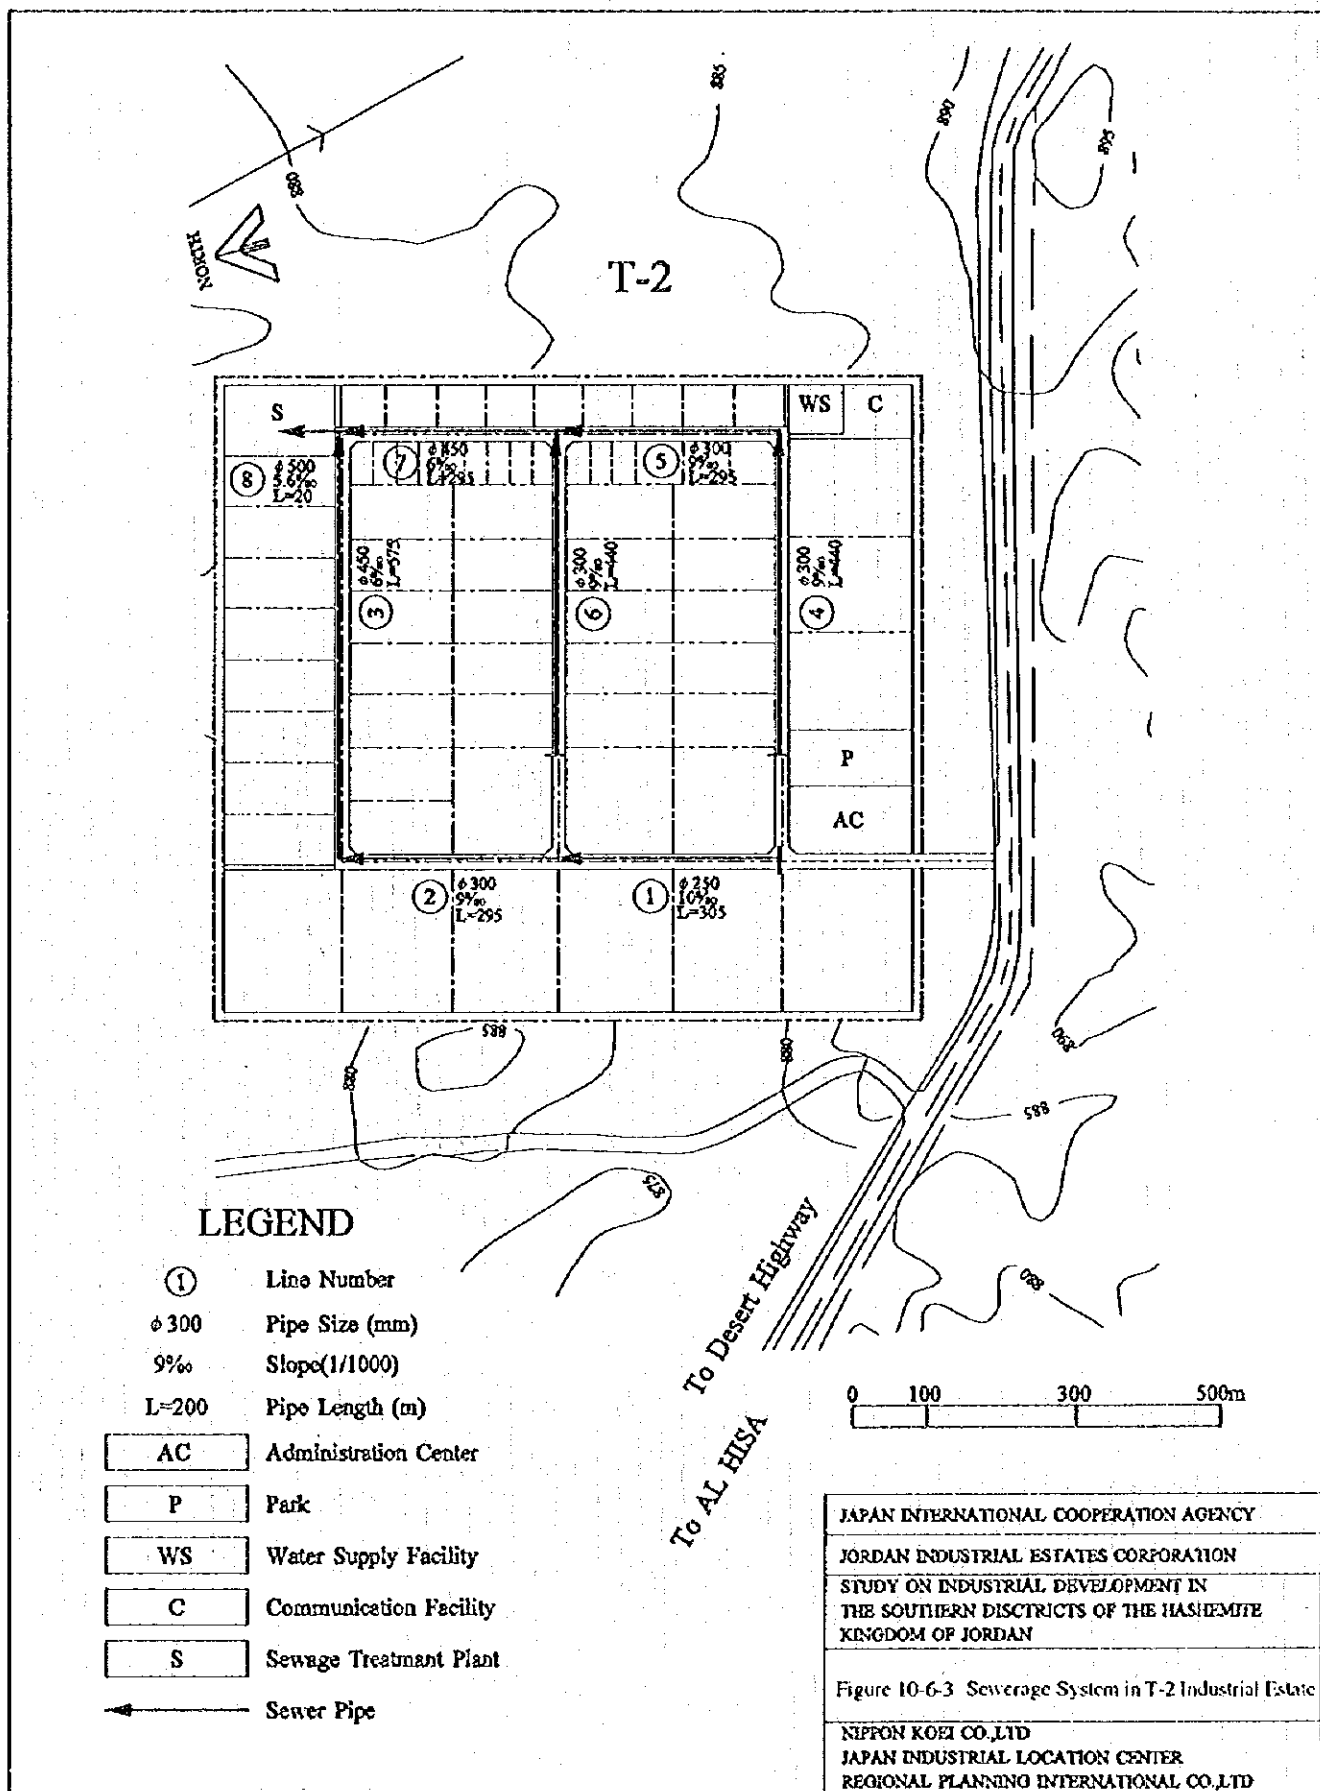 885
890
895
880
NORTH
T-2
S
WS
C
⑦
6‰
L=295
⑤
φ 300
9‰
L=295
⑧
φ 500
5.6‰
L=20
③
φ 450
6‰
L=575
⑥
φ 300
9‰
L=440
④
φ 300
9‰
L=440
P
AC
②
φ 300
9‰
L=295
①
φ 250
10‰
L=305
885
880
880
890
885
875
880
To Desert Highway
To AL HISA
LEGEND
① Line Number
φ 300 Pipe Size (mm)
9‰ Slope(1/1000)
L=200 Pipe Length (m)
AC Administration Center
P Park
WS Water Supply Facility
C Communication Facility
S Sewage Treatmant Plant
Sewer Pipe
0 100 300 500m
JAPAN INTERNATIONAL COOPERATION AGENCY
JORDAN INDUSTRIAL ESTATES CORPORATION
STUDY ON INDUSTRIAL DEVELOPMENT IN
THE SOUTHERN DISCTRICTS OF THE HASHEMITE
KINGDOM OF JORDAN
Figure 10-6-3 Sewerage System in T-2 Industrial Estate
NIPPON KOEI CO.,LTD
JAPAN INDUSTRIAL LOCATION CENTER
REGIONAL PLANNING INTERNATIONAL CO.,LTD